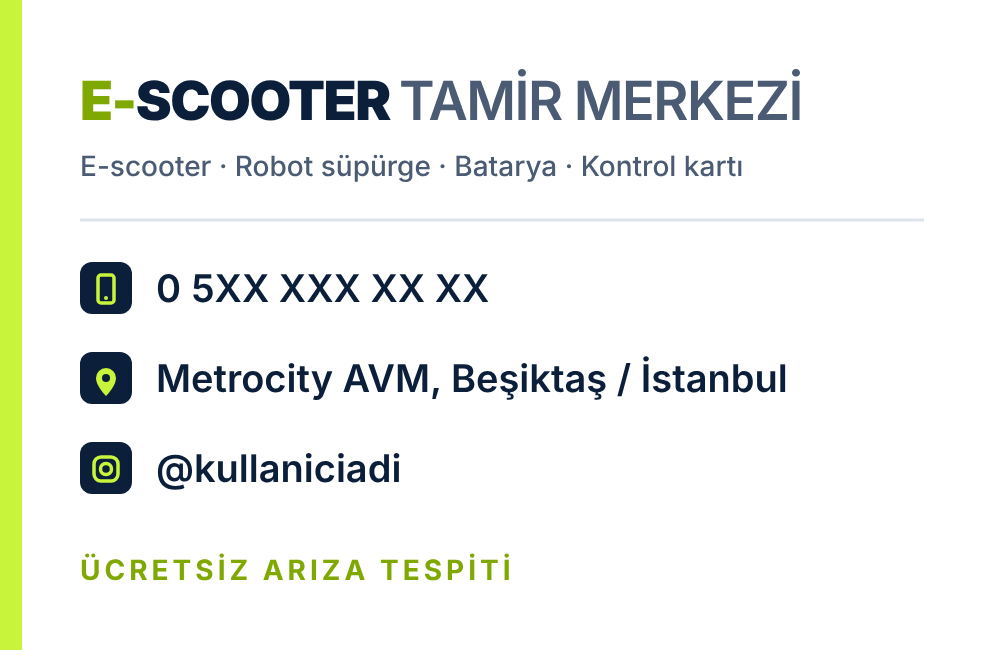 E-SCOOTER TAMİR MERKEZİ
E-scooter · Robot süpürge · Batarya · Kontrol kartı
0 5XX XXX XX XX
Metrocity AVM, Beşiktaş / İstanbul
@kullaniciadi
ÜCRETSİZ ARIZA TESPİTİ